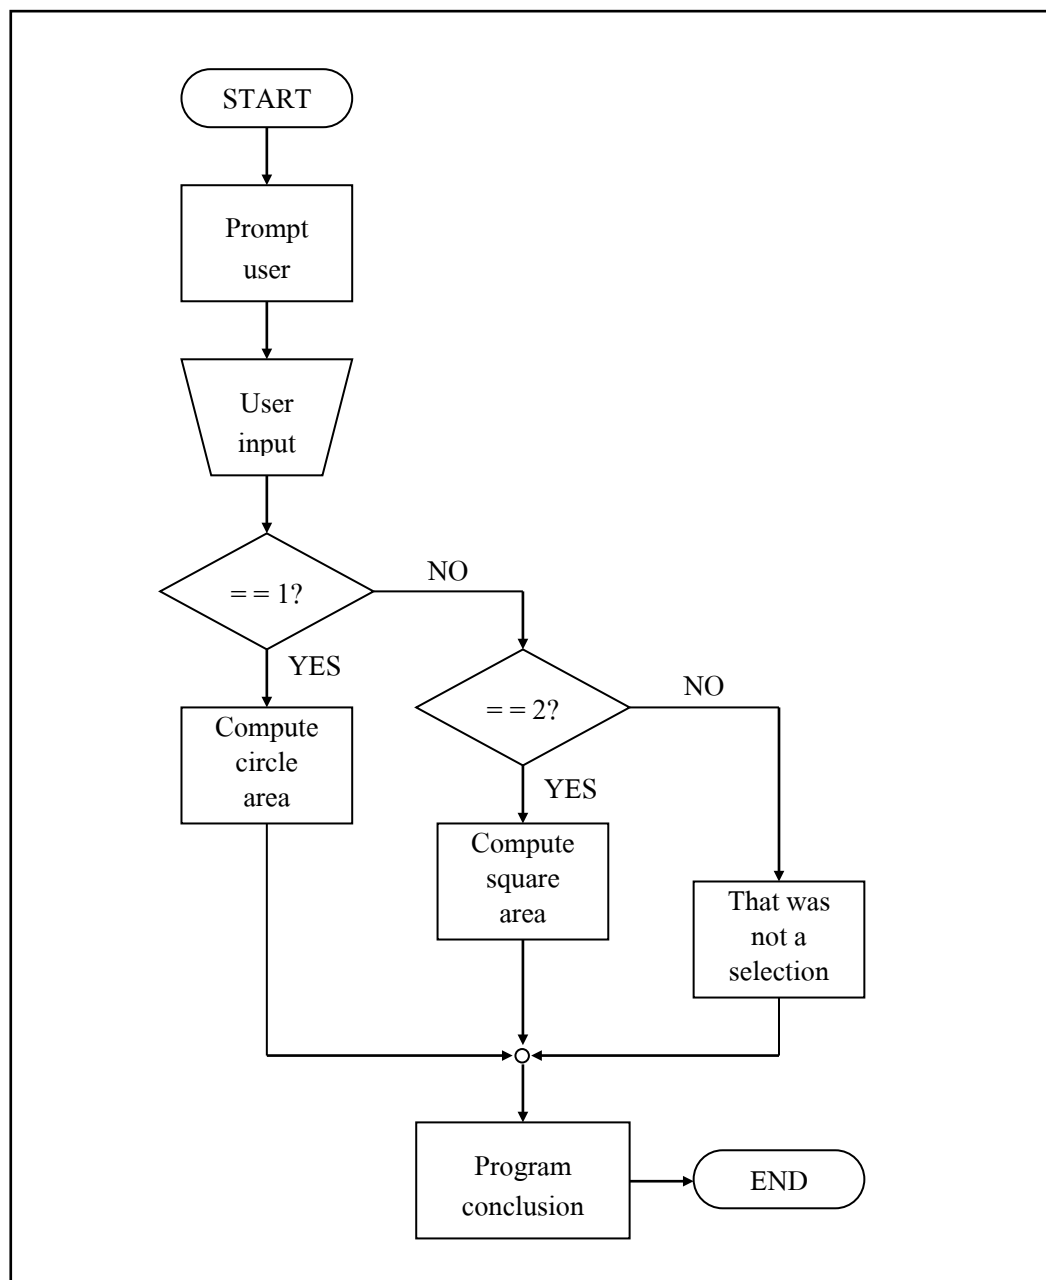 START
Prompt
user
User
input
= = 1?
NO
YES
Compute
circle
area
= = 2?
NO
YES
Compute
square
area
That was
not a
selection
Program
conclusion
END